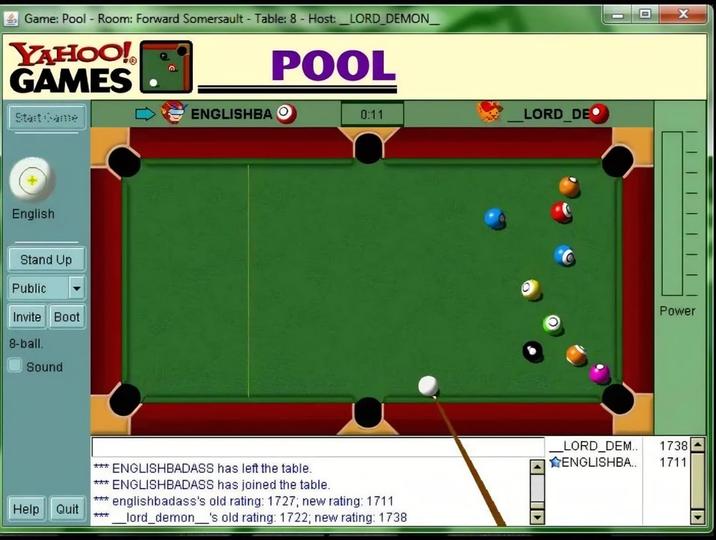 Game: Pool - Room: Forward Somersault - Table: 8 - Host: __LORD_DEMON__
YAHOO!®
GAMES
POOL
Start Game
ENGLISHBA
0:11
__LORD_DE
English
Stand Up
Public
Invite Boot
8-ball.
Sound
Power
*** ENGLISHBADASS has left the table.
*** ENGLISHBADASS has joined the table.
*** englishbadass's old rating: 1727; new rating: 1711
*** __lord_demon__'s old rating: 1722; new rating: 1738
__LORD_DEM.. 1738
ENGLISHBA.. 1711
Help Quit